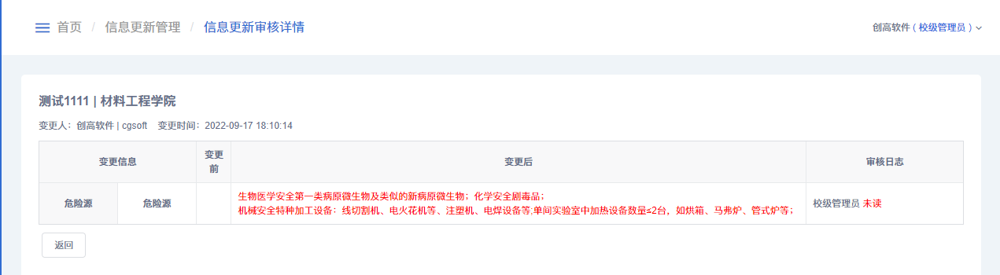 首页 / 信息更新管理 / 信息更新审核详情
创高软件 ( 校级管理员 )
测试1111 | 材料工程学院
变更人：创高软件 | cgsoft 变更时间：2022-09-17 18:10:14
变更信息 变更前 变更后 审核日志
危险源 危险源
生物医学安全第一类病原微生物及类似的新病原微生物；化学安全剧毒品；
机械安全特种加工设备：线切割机、电火花机等、注塑机、电焊设备等;单间实验室中加热设备数量≤2台，如烘箱、马弗炉、管式炉等；
校级管理员 未读
返回